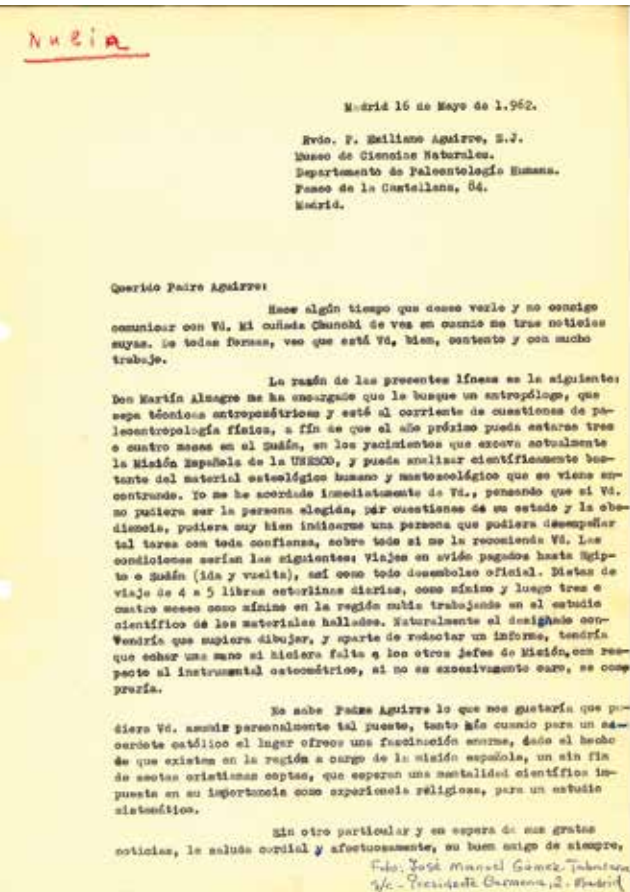 Nubia
Madrid 16 de Mayo de 1.962.
Rvdo. P. Emiliano Aguirre, S.J.
Museo de Ciencias Naturales.
Departamento de Paleontología Humana.
Paseo de la Castellana, 84.
Madrid.
Querido Padre Aguirre:
Hace algún tiempo que deseo verle y no consigo
comunicar con Vd. Mi cuñada Chunchi de vez en cuando me trae noticias
suyas. De todas formas, veo que está Vd, bien, contento y con mucho
trabajo.
La razón de las presentes líneas es la siguiente:
Don Martín Almagro me ha encargado que le busque un antropólogo, que
sepa técnicas antropométricas y esté al corriente de cuestiones de pa-
leoantropología física, a fin de que el año próximo pueda estarse tres
o cuatro meses en el Sudán, en los yacimientos que excava actualmente
la Misión Española de la UNESCO, y pueda analizar científicamente bas-
tante del material osteológico humano y mastozoológico que se viene en-
contrando. Yo me he acordado inmediatamente de Vd., pensando que si Vd.
no pudiera ser la persona elegida, por cuestiones de su estado y la obe-
diencia, pudiera muy bien indicarme una persona que pudiera desempeñar
tal tarea con toda confianza, sobre todo si me la recomienda Vd. Las
condiciones serían las siguientes: Viajes en avión pagados hasta Egip-
to o Sudán (ida y vuelta), así como todo desembolso oficial. Dietas de
viaje de 4 a 5 libras esterlinas diarias, como mínimo y luego tres o
cuatro meses como mínimo en la región nubia trabajando en el estudio
científico de los materiales hallados. Naturalmente el designado con-
vendría que supiera dibujar, y aparte de redactar un informe, tendría
que echar una mano si hiciera falta a los otros jefes de Misión, con res-
pecto al instrumental osteométrico, si no es excesivamente caro, se com
praría.
No sabe Padre Aguirre lo que nos gustaría que pu-
diera Vd. asumir personalmente tal puesto, tanto más cuando para un sa-
cerdote católico el lugar ofrece una fascinación enorme, dado el hecho
de que existen en la región a cargo de la misión española, un sin fin
de sectas cristianas coptas, que esperan una mentalidad científica im-
puesta en su importancia como experiencia religiosa, para un estudio
sistemático.
Sin otro particular y en espera de sus gratas
noticias, le saluda cordial y afectuosamente, su buen amigo de siempre,
Fdo: José Manuel Gómez-Tabanera
s/c - Presidente Carmona, 2. Madrid